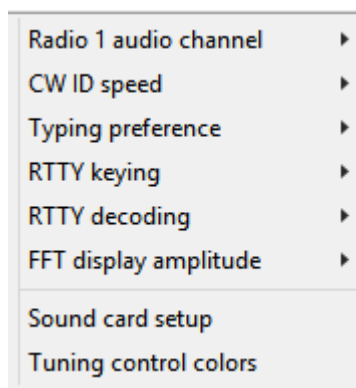 Radio 1 audio channel
CW ID speed
Typing preference
RTTY keying
RTTY decoding
FFT display amplitude
Sound card setup
Tuning control colors